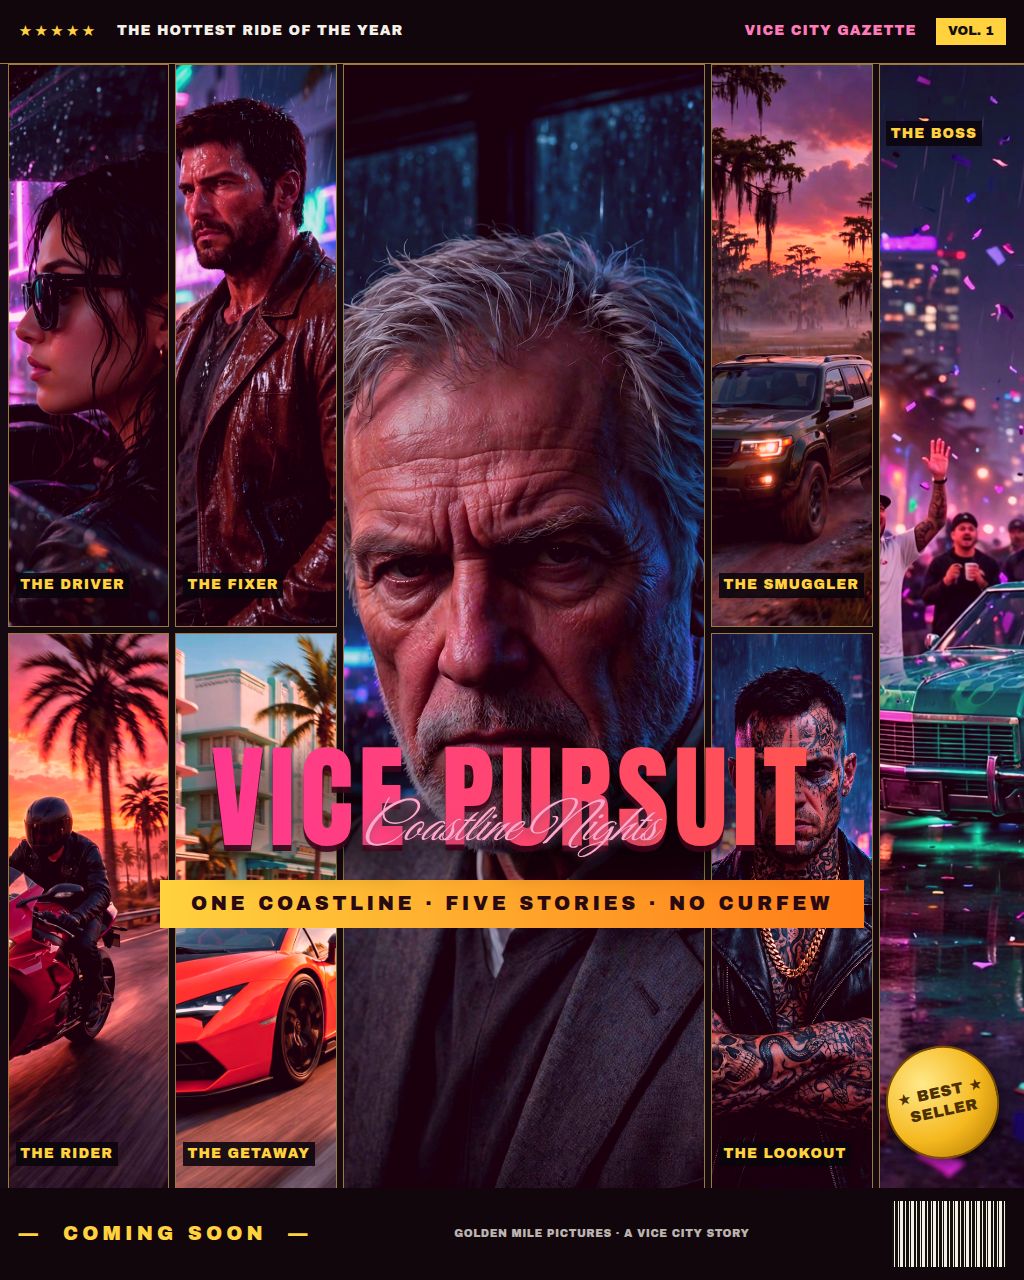 ★★★★★ THE HOTTEST RIDE OF THE YEAR
VICE CITY GAZETTE
VOL. 1
THE BOSS
THE DRIVER
THE FIXER
THE SMUGGLER
VICE PURSUIT
Coastline Nights
ONE COASTLINE · FIVE STORIES · NO CURFEW
★ BEST ★
SELLER
THE RIDER
THE GETAWAY
THE LOOKOUT
— COMING SOON —
GOLDEN MILE PICTURES · A VICE CITY STORY